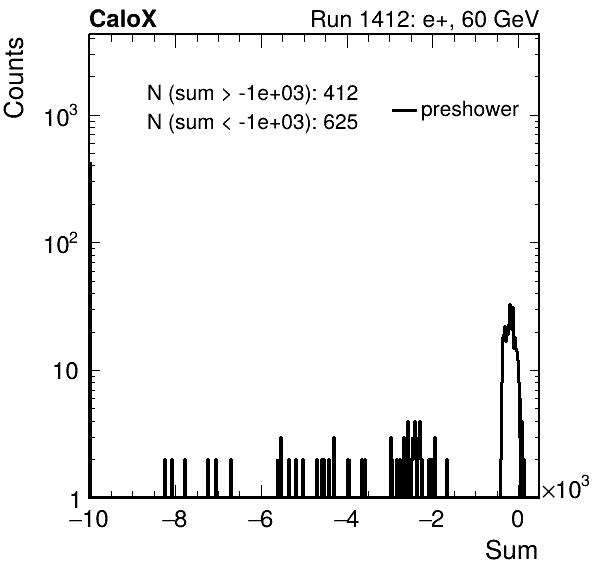 CaloX Run 1412: e+, 60 GeV
Counts
N (sum > -1e+03): 412
N (sum < -1e+03): 625
preshower
10³
10²
10
1
−10 −8 −6 −4 −2 0
×10³
Sum